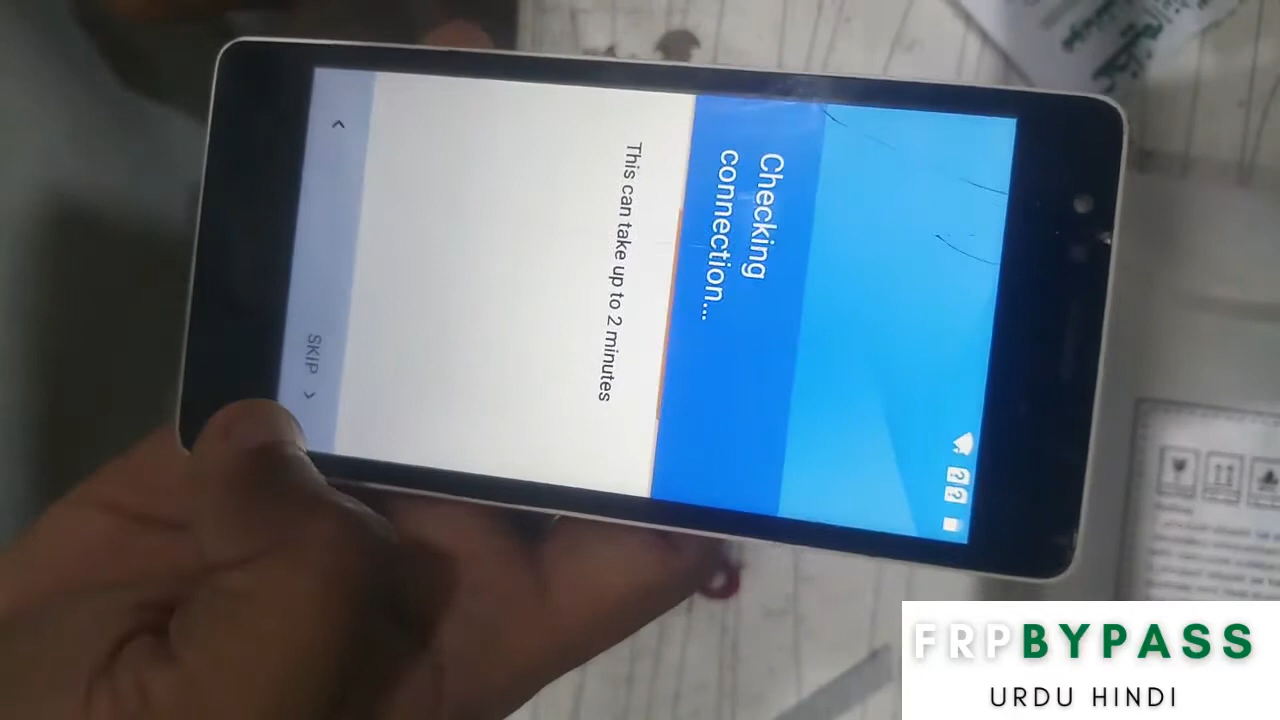 Checking
connection...
This can take up to 2 minutes
SKIP
FRPBYPASS
URDU HINDI